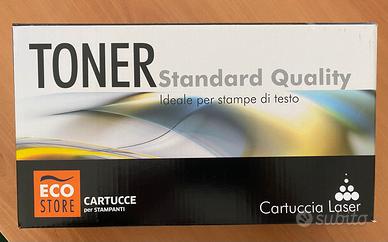 TONER Standard Quality
Ideale per stampe di testo
ECO
STORE
CARTUCCE
per STAMPANTI
Cartuccia Laser
subito